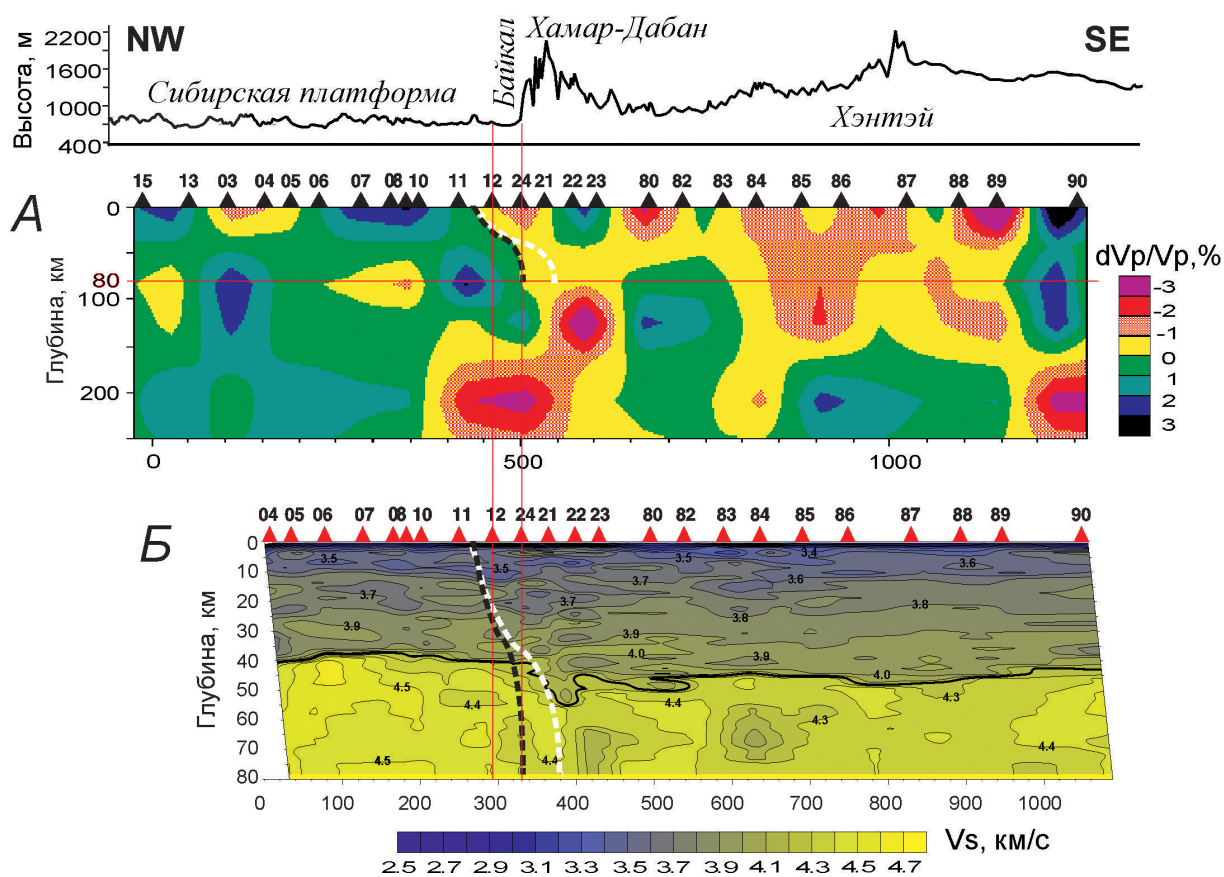 NW
Хамар-Дабан
SE
Байкал
Сибирская платформа
Хэнтэй
Высота, м
2200
1600
1000
400
15 13 03 04 05 06 07 08 10 11 12 24 21 22 23 80 82 83 84 85 86 87 88 89 90
А
Глубина, км
0
80
100
200
0 500 1000
dVp/Vp,%
-3
-2
-1
0
1
2
3
04 05 06 07 08 10 11 12 24 21 22 23 80 82 83 84 85 86 87 88 89 90
Б
Глубина, км
0
10
20
30
40
50
60
70
80
3.5 3.5 3.5 3.4 3.6
3.7 3.7 3.7 3.6 3.8
3.9 3.9 3.8
4.0 3.9 4.0
4.5 4.4 4.4 4.3 4.3
4.5 4.4 4.4
0 100 200 300 400 500 600 700 800 900 1000
2.5 2.7 2.9 3.1 3.3 3.5 3.7 3.9 4.1 4.3 4.5 4.7
Vs, км/с